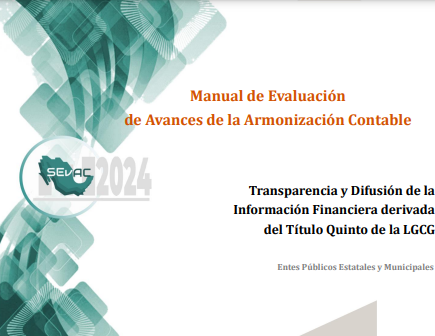 Manual de Evaluación
de Avances de la Armonización Contable
SEVAC
2024
Transparencia y Difusión de la
Información Financiera derivada
del Título Quinto de la LGCG
Entes Públicos Estatales y Municipales